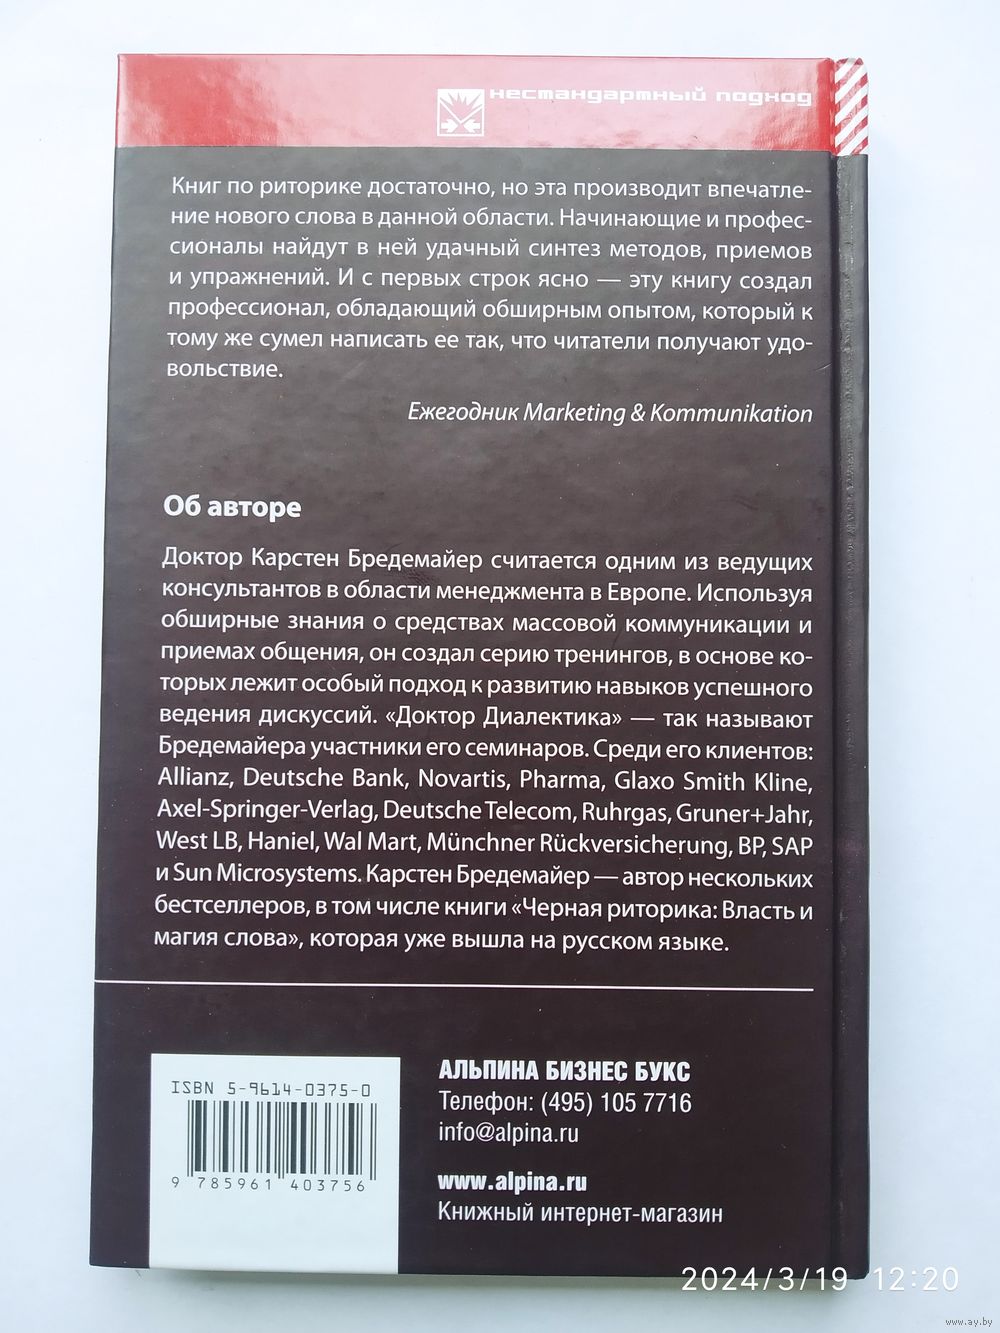 нестандартный подход
Книг по риторике достаточно, но эта производит впечатле-
ние нового слова в данной области. Начинающие и профес-
сионалы найдут в ней удачный синтез методов, приемов
и упражнений. И с первых строк ясно — эту книгу создал
профессионал, обладающий обширным опытом, который к
тому же сумел написать ее так, что читатели получают удо-
вольствие.
Ежегодник Marketing & Kommunikation
Об авторе
Доктор Карстен Бредемайер считается одним из ведущих
консультантов в области менеджмента в Европе. Используя
обширные знания о средствах массовой коммуникации и
приемах общения, он создал серию тренингов, в основе ко-
торых лежит особый подход к развитию навыков успешного
ведения дискуссий. «Доктор Диалектика» — так называют
Бредемайера участники его семинаров. Среди его клиентов:
Allianz, Deutsche Bank, Novartis, Pharma, Glaxo Smith Kline,
Axel-Springer-Verlag, Deutsche Telecom, Ruhrgas, Gruner+Jahr,
West LB, Haniel, Wal Mart, Münchner Rückversicherung, BP, SAP
и Sun Microsystems. Карстен Бредемайер — автор нескольких
бестселлеров, в том числе книги «Черная риторика: Власть и
магия слова», которая уже вышла на русском языке.
ISBN 5-9614-0375-0
9 785961 403756
АЛЬПИНА БИЗНЕС БУКС
Телефон: (495) 105 7716
info@alpina.ru
www.alpina.ru
Книжный интернет-магазин
2024/3/19 12:20
www.ay.by